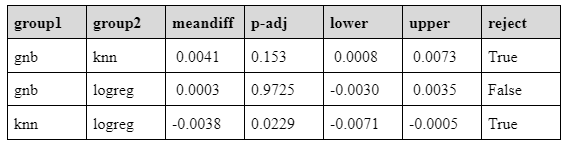 group1 group2 meandiff p-adj lower upper reject
gnb knn 0.0041 0.153 0.0008 0.0073 True
gnb logreg 0.0003 0.9725 -0.0030 0.0035 False
knn logreg -0.0038 0.0229 -0.0071 -0.0005 True